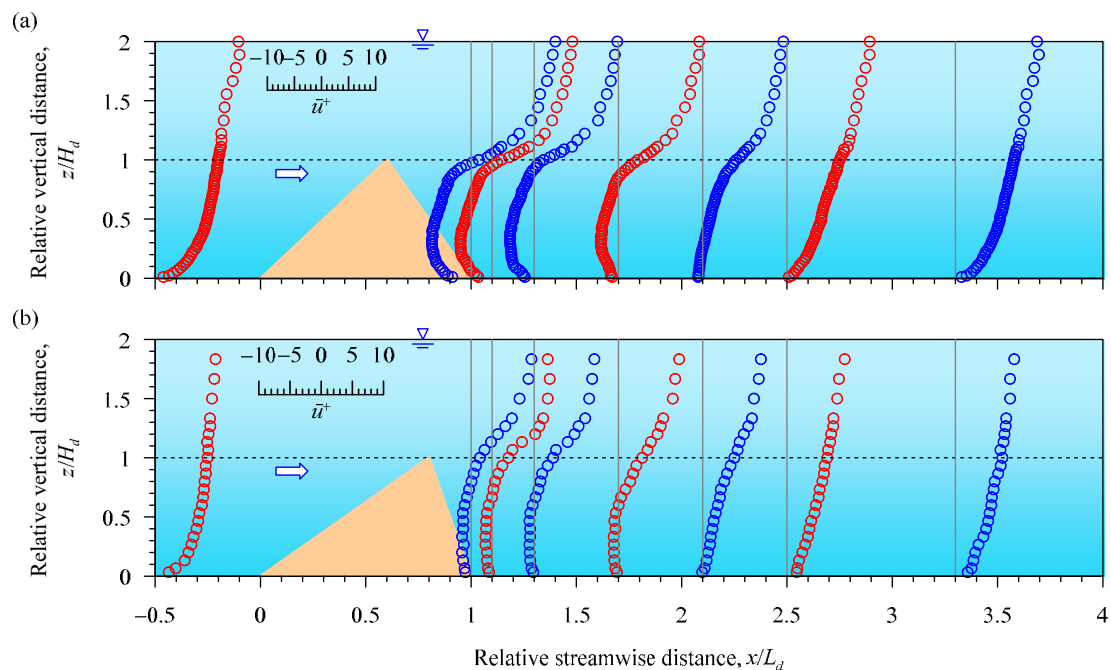 (a)
2
1.5
1
0.5
0
Relative vertical distance,
z/H_d
−10 −5 0 5 10
ū⁺
(b)
2
1.5
1
0.5
0
Relative vertical distance,
z/H_d
−10 −5 0 5 10
ū⁺
−0.5 0 0.5 1 1.5 2 2.5 3 3.5 4
Relative streamwise distance, x/L_d